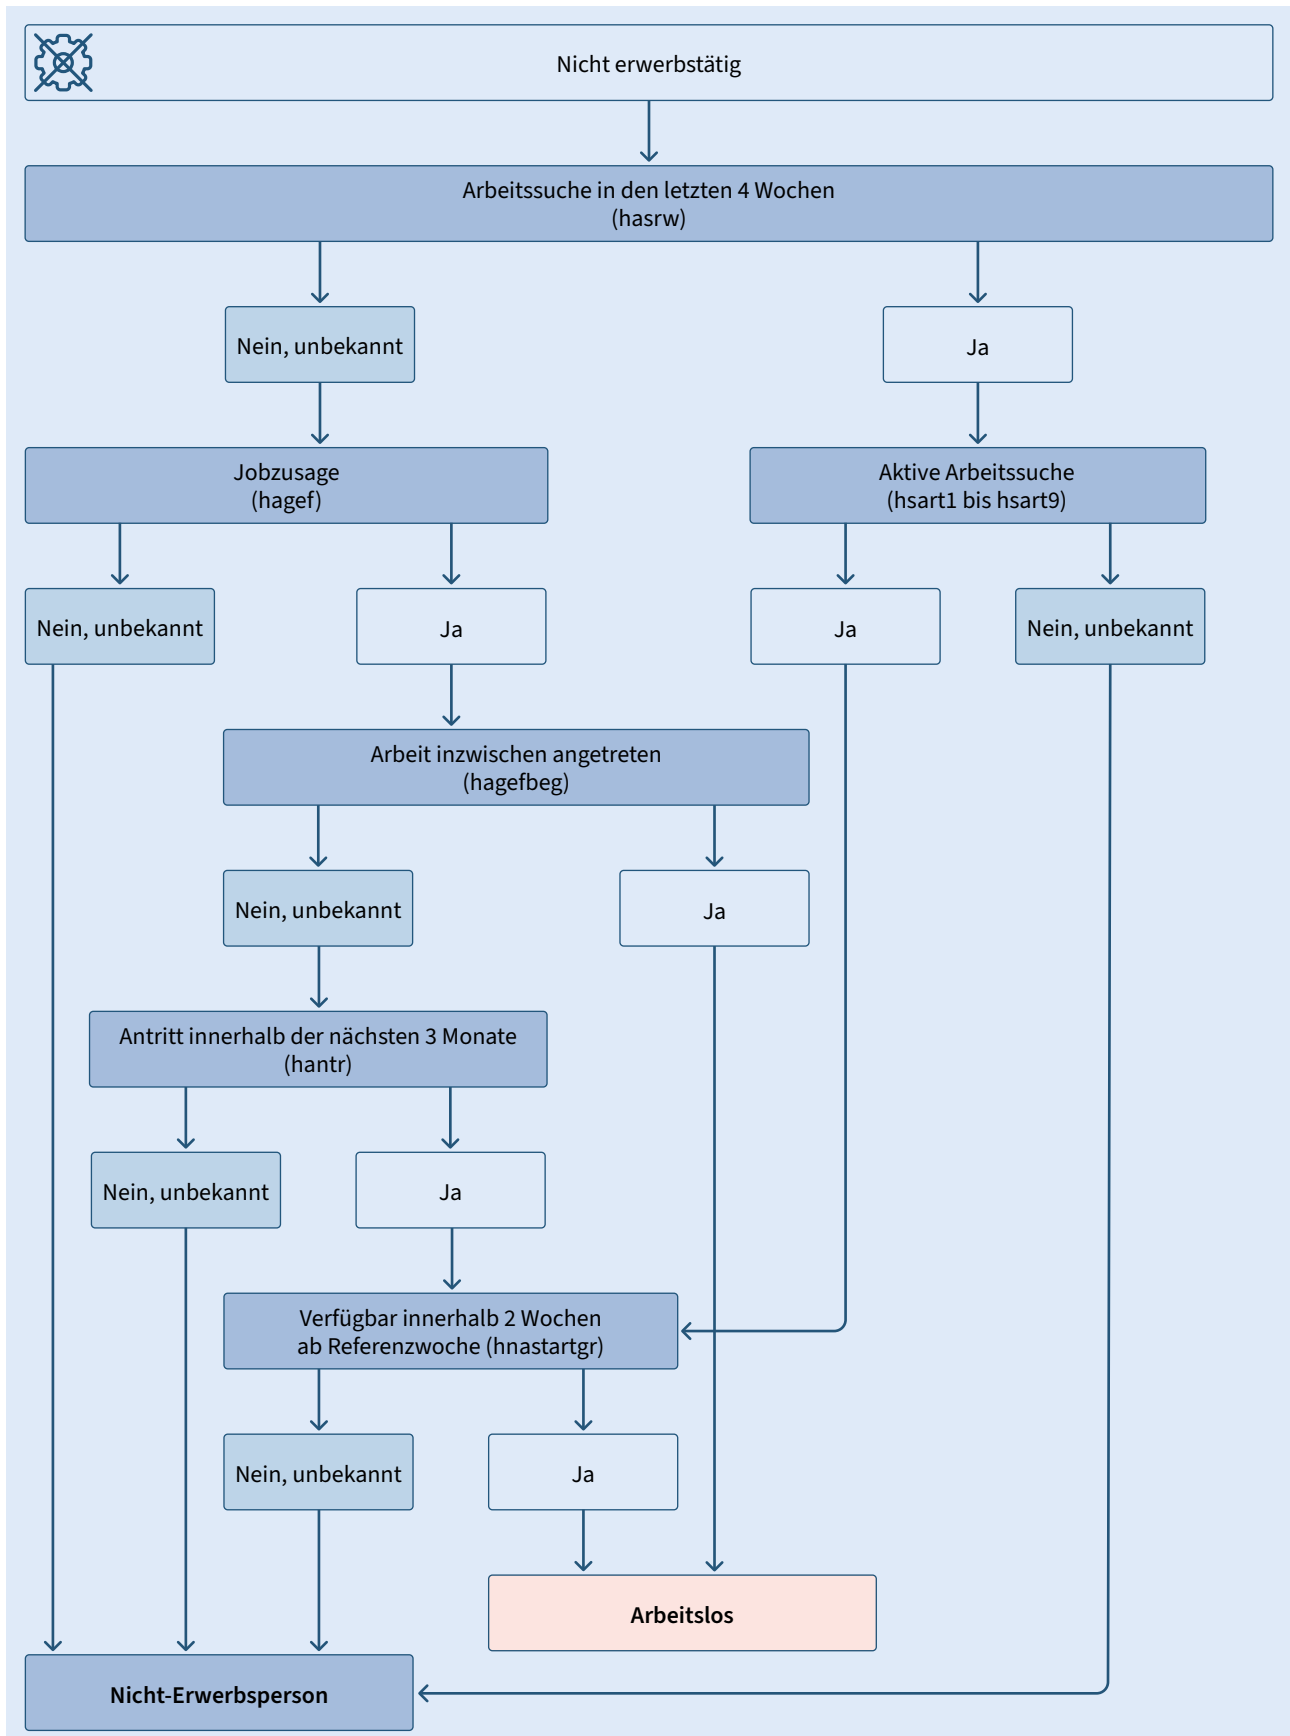 Nicht erwerbstätig
Arbeitssuche in den letzten 4 Wochen
(hasrw)
Nein, unbekannt
Ja
Jobzusage
(hagef)
Aktive Arbeitssuche
(hsart1 bis hsart9)
Nein, unbekannt
Ja
Ja
Nein, unbekannt
Arbeit inzwischen angetreten
(hagefbeg)
Nein, unbekannt
Ja
Antritt innerhalb der nächsten 3 Monate
(hantr)
Nein, unbekannt
Ja
Verfügbar innerhalb 2 Wochen
ab Referenzwoche (hnastartgr)
Nein, unbekannt
Ja
Arbeitslos
Nicht-Erwerbsperson